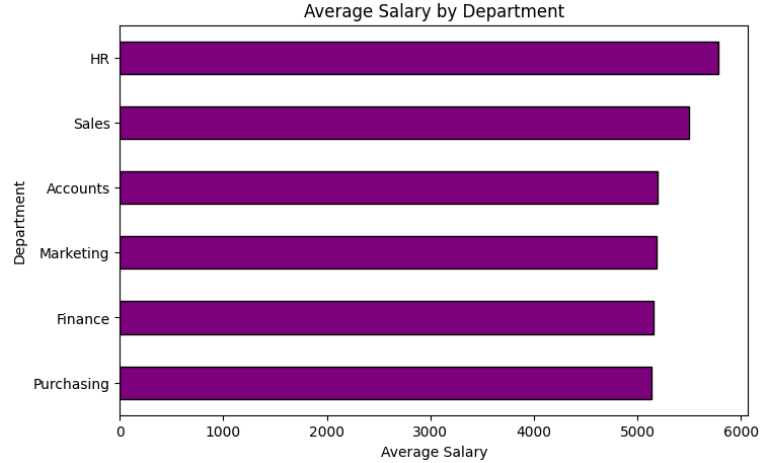 Average Salary by Department
HR
Sales
Accounts
Marketing
Finance
Purchasing
Department
0 1000 2000 3000 4000 5000 6000
Average Salary